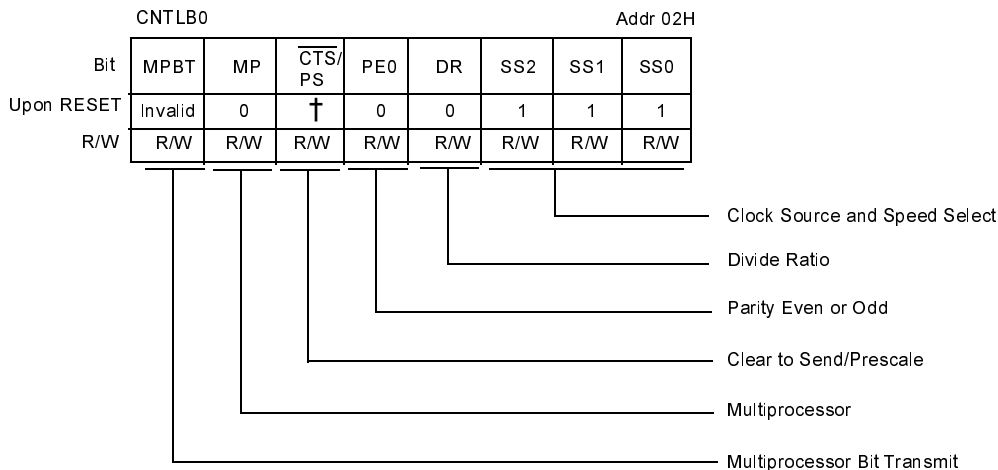 CNTLB0 Addr 02H
Bit MPBT MP CTS/ PS PE0 DR SS2 SS1 SS0
Upon RESET Invalid 0 † 0 0 1 1 1
R/W R/W R/W R/W R/W R/W R/W R/W R/W
Clock Source and Speed Select
Divide Ratio
Parity Even or Odd
Clear to Send/Prescale
Multiprocessor
Multiprocessor Bit Transmit